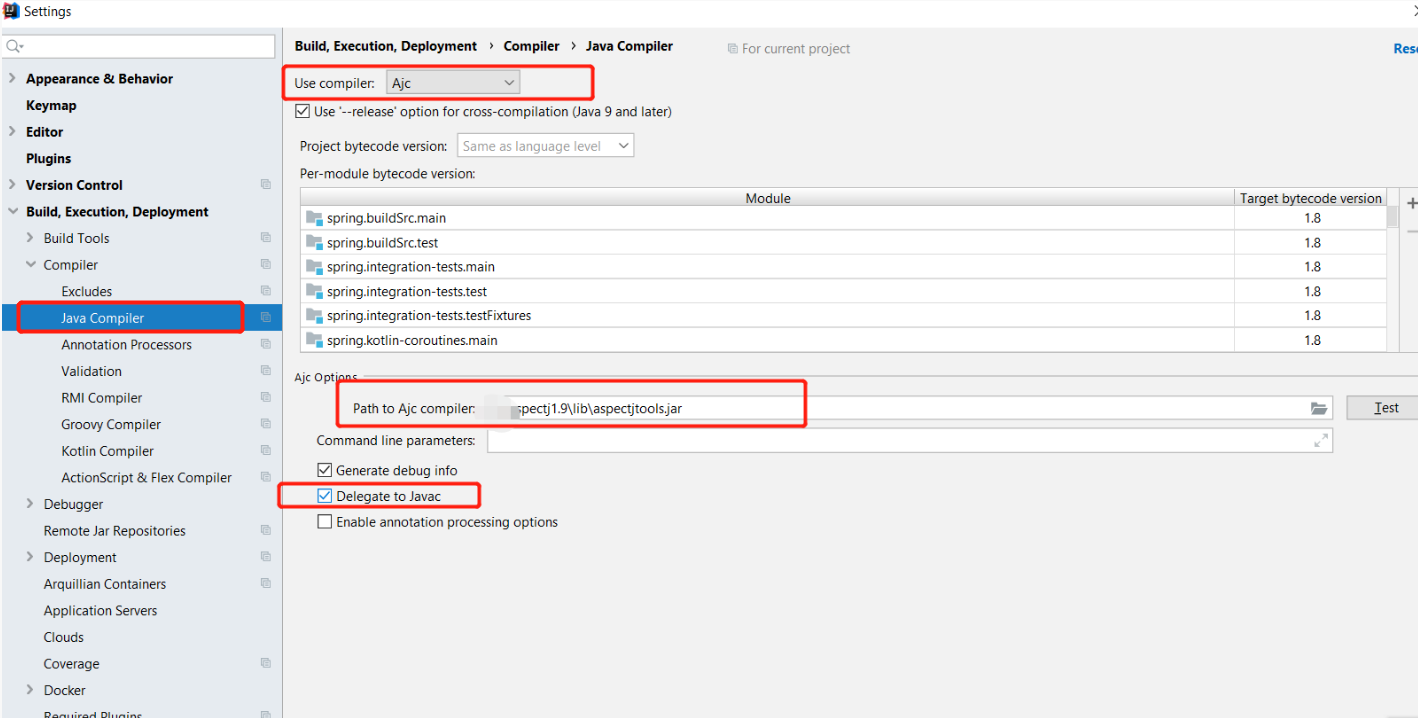 Settings
Build, Execution, Deployment › Compiler › Java Compiler
For current project
Appearance & Behavior
Keymap
Editor
Plugins
Version Control
Build, Execution, Deployment
Build Tools
Compiler
Excludes
Java Compiler
Annotation Processors
Validation
RMI Compiler
Groovy Compiler
Kotlin Compiler
ActionScript & Flex Compiler
Debugger
Remote Jar Repositories
Deployment
Arquillian Containers
Application Servers
Clouds
Coverage
Docker
Required Plugins
Use compiler: Ajc
Use '--release' option for cross-compilation (Java 9 and later)
Project bytecode version: Same as language level
Per-module bytecode version:
Module Target bytecode version
spring.buildSrc.main 1.8
spring.buildSrc.test 1.8
spring.integration-tests.main 1.8
spring.integration-tests.test 1.8
spring.integration-tests.testFixtures 1.8
spring.kotlin-coroutines.main 1.8
Ajc Options
Path to Ajc compiler: spectj1.9\lib\aspectjtools.jar Test
Command line parameters:
Generate debug info
Delegate to Javac
Enable annotation processing options